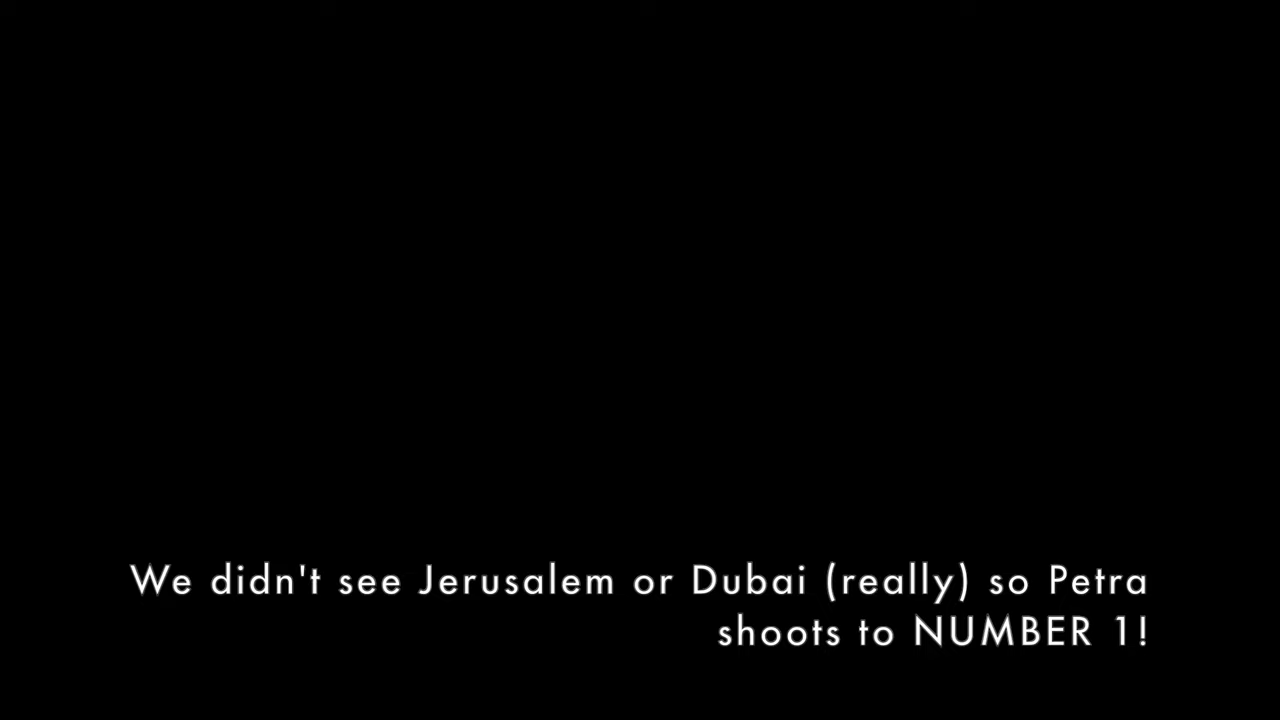 We didn't see Jerusalem or Dubai (really) so Petra
shoots to NUMBER 1!